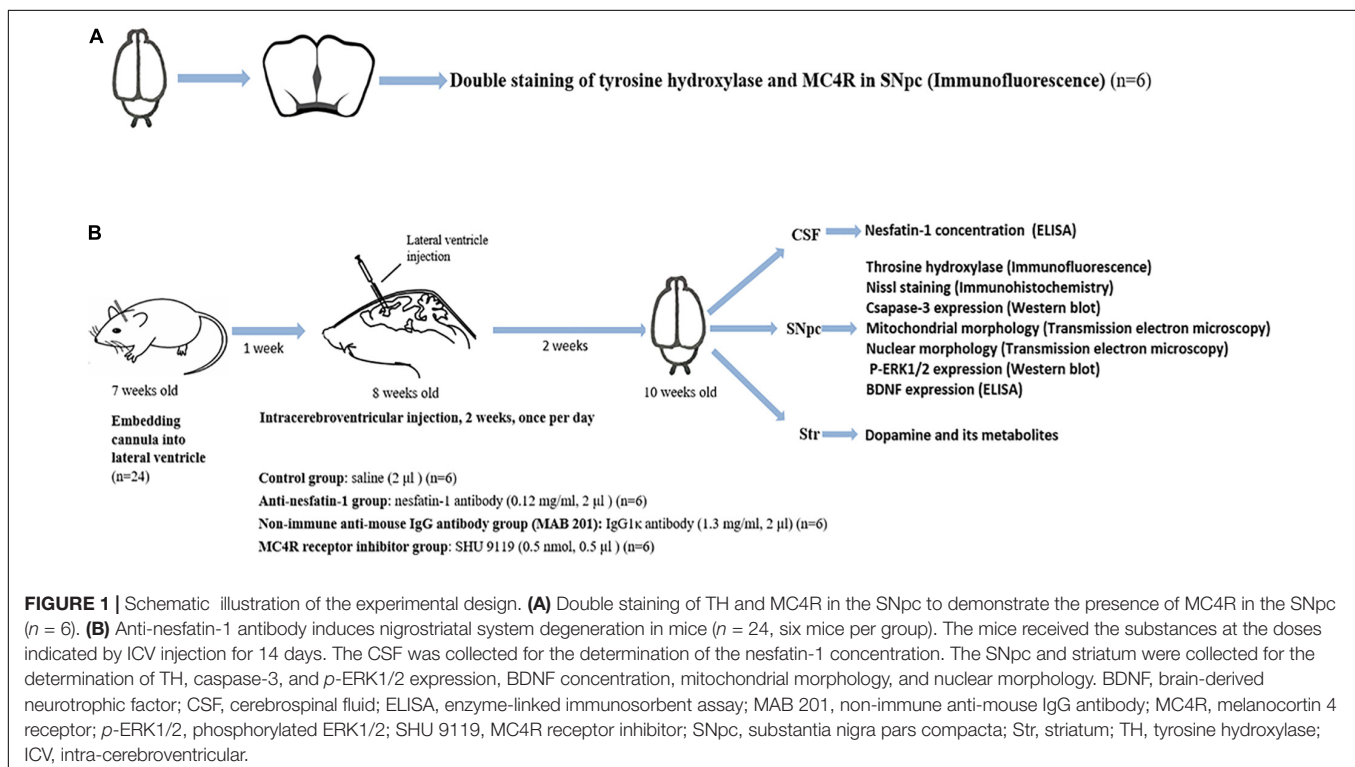 A
Double staining of tyrosine hydroxylase and MC4R in SNpc (Immunofluorescence) (n=6)
B
Lateral ventricle
injection
1 week
2 weeks
7 weeks old
8 weeks old
10 weeks old
Embedding
cannula into
lateral ventricle
(n=24)
Intracerebroventricular injection, 2 weeks, once per day
Control group: saline (2 µl ) (n=6)
Anti-nesfatin-1 group: nesfatin-1 antibody (0.12 mg/ml, 2 µl ) (n=6)
Non-immune anti-mouse IgG antibody group (MAB 201): IgG1κ antibody (1.3 mg/ml, 2 µl) (n=6)
MC4R receptor inhibitor group: SHU 9119 (0.5 nmol, 0.5 µl ) (n=6)
CSF
Nesfatin-1 concentration (ELISA)
SNpc
Throsine hydroxylase (Immunofluorescence)
Nissl staining (Immunohistochemistry)
Csapase-3 expression (Western blot)
Mitochondrial morphology (Transmission electron microscopy)
Nuclear morphology (Transmission electron microscopy)
P-ERK1/2 expression (Western blot)
BDNF expression (ELISA)
Str
Dopamine and its metabolites
FIGURE 1 | Schematic illustration of the experimental design. (A) Double staining of TH and MC4R in the SNpc to demonstrate the presence of MC4R in the SNpc
(n = 6). (B) Anti-nesfatin-1 antibody induces nigrostriatal system degeneration in mice (n = 24, six mice per group). The mice received the substances at the doses
indicated by ICV injection for 14 days. The CSF was collected for the determination of the nesfatin-1 concentration. The SNpc and striatum were collected for the
determination of TH, caspase-3, and p-ERK1/2 expression, BDNF concentration, mitochondrial morphology, and nuclear morphology. BDNF, brain-derived
neurotrophic factor; CSF, cerebrospinal fluid; ELISA, enzyme-linked immunosorbent assay; MAB 201, non-immune anti-mouse IgG antibody; MC4R, melanocortin 4
receptor; p-ERK1/2, phosphorylated ERK1/2; SHU 9119, MC4R receptor inhibitor; SNpc, substantia nigra pars compacta; Str, striatum; TH, tyrosine hydroxylase;
ICV, intra-cerebroventricular.